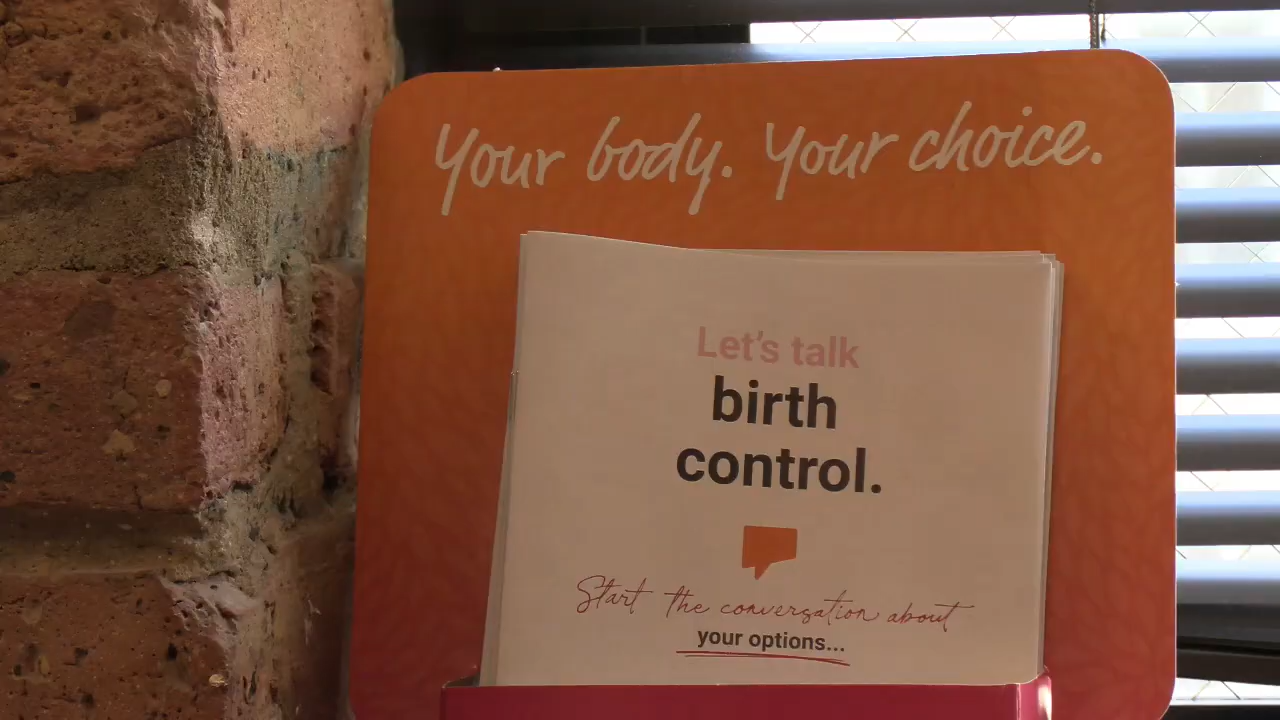 Your body. Your choice.
Let's talk
birth
control.
Start the conversation about
your options...